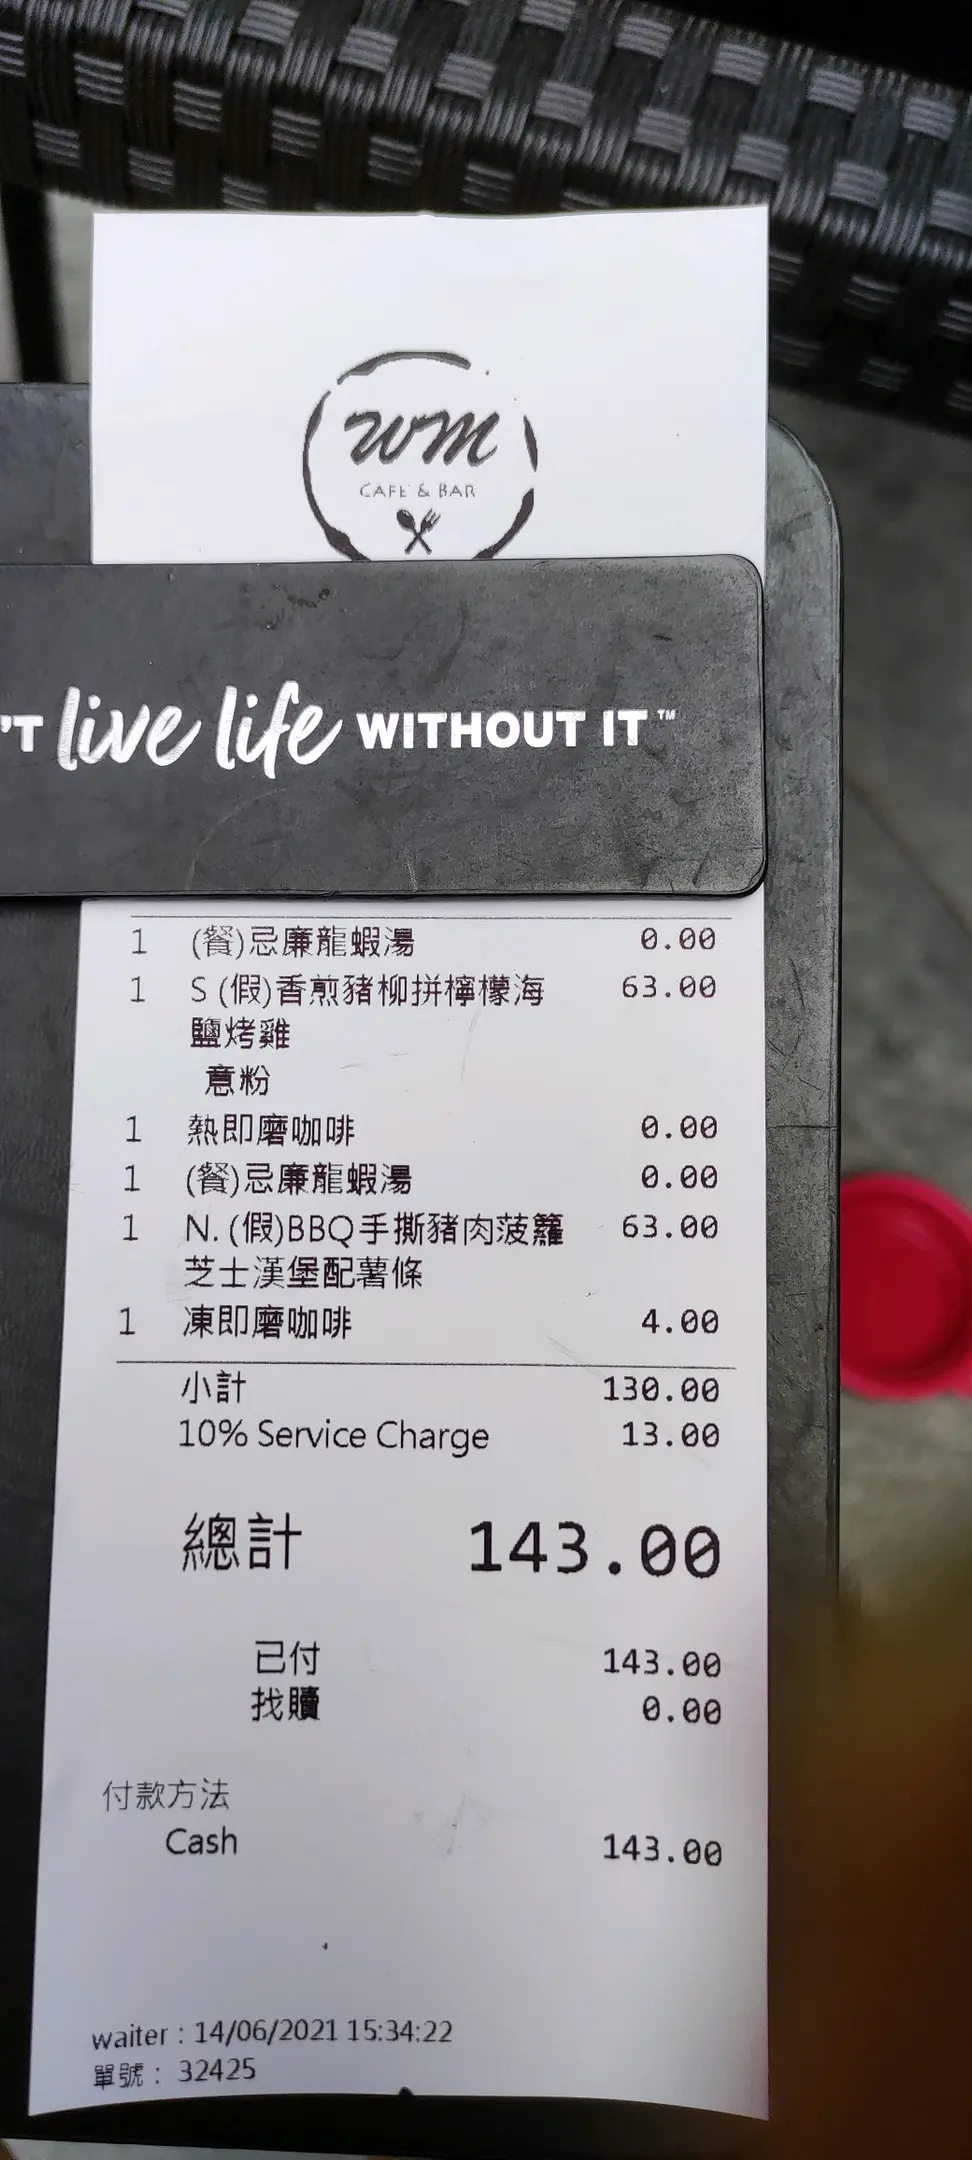 wm
CAFE & BAR
'T live life WITHOUT IT™
1 (餐)忌廉龍蝦湯 0.00
1 S (假)香煎豬柳拼檸檬海 63.00
鹽烤雞
意粉
1 熱即磨咖啡 0.00
1 (餐)忌廉龍蝦湯 0.00
1 N. (假)BBQ手撕豬肉菠籮 63.00
芝士漢堡配薯條
1 凍即磨咖啡 4.00
小計 130.00
10% Service Charge 13.00
總計 143.00
已付 143.00
找贖 0.00
付款方法
Cash 143.00
waiter : 14/06/2021 15:34:22
單號： 32425